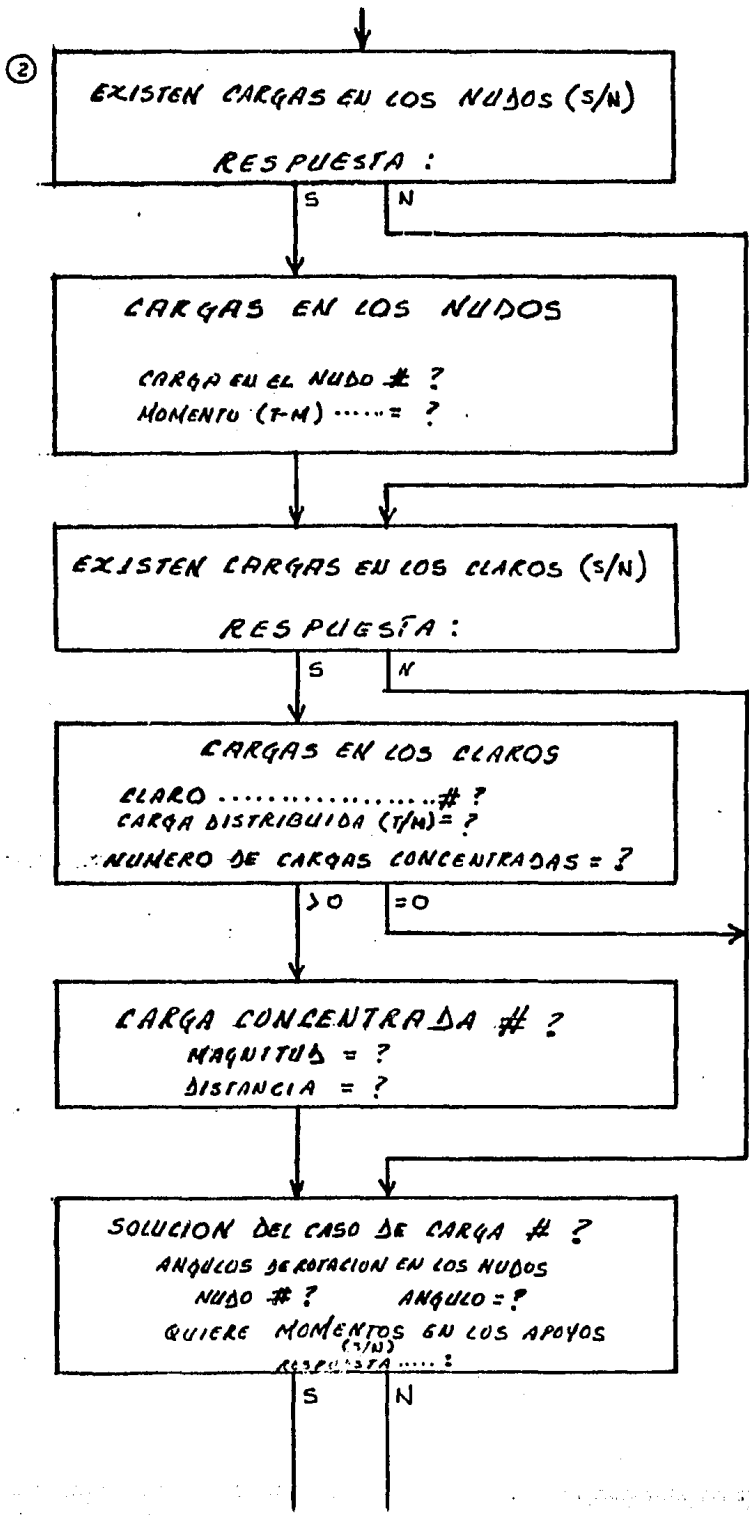 ②
EXISTEN CARGAS EN LOS NUDOS (S/N)
RESPUESTA :
S N
CARGAS EN LOS NUDOS
CARGA EN EL NUDO # ?
MOMENTO (T-M) ...... = ?
EXISTEN CARGAS EN LOS CLAROS (S/N)
RESPUESTA :
S N
CARGAS EN LOS CLAROS
CLARO ..................... # ?
CARGA DISTRIBUIDA (T/M) = ?
NUMERO DE CARGAS CONCENTRADAS = ?
>0 =0
CARGA CONCENTRADA # ?
MAGNITUD = ?
DISTANCIA = ?
SOLUCION DEL CASO DE CARGA # ?
ANGULOS DE ROTACION EN LOS NUDOS
NUDO # ? ANGULO = ?
QUIERE MOMENTOS EN LOS APOYOS
(S/N)
RESPUESTA ..... :
S N